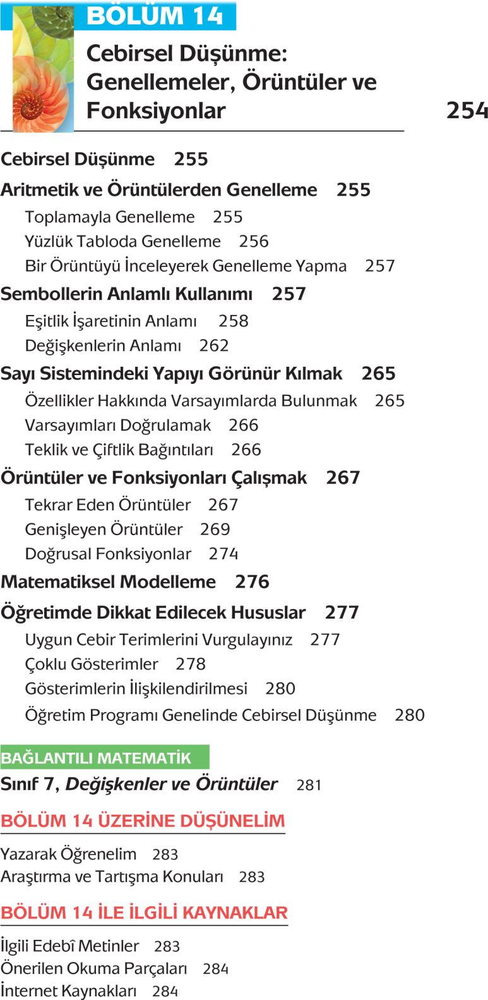 BÖLÜM 14
Cebirsel Düşünme:
Genellemeler, Örüntüler ve
Fonksiyonlar 254
Cebirsel Düşünme 255
Aritmetik ve Örüntülerden Genelleme 255
Toplamayla Genelleme 255
Yüzlük Tabloda Genelleme 256
Bir Örüntüyü İnceleyerek Genelleme Yapma 257
Sembollerin Anlamlı Kullanımı 257
Eşitlik İşaretinin Anlamı 258
Değişkenlerin Anlamı 262
Sayı Sistemindeki Yapıyı Görünür Kılmak 265
Özellikler Hakkında Varsayımlarda Bulunmak 265
Varsayımları Doğrulamak 266
Teklik ve Çiftlik Bağıntıları 266
Örüntüler ve Fonksiyonları Çalışmak 267
Tekrar Eden Örüntüler 267
Genişleyen Örüntüler 269
Doğrusal Fonksiyonlar 274
Matematiksel Modelleme 276
Öğretimde Dikkat Edilecek Hususlar 277
Uygun Cebir Terimlerini Vurgulayınız 277
Çoklu Gösterimler 278
Gösterimlerin İlişkilendirilmesi 280
Öğretim Programı Genelinde Cebirsel Düşünme 280
BAĞLANTILI MATEMATİK
Sınıf 7, Değişkenler ve Örüntüler 281
BÖLÜM 14 ÜZERİNE DÜŞÜNELİM
Yazarak Öğrenelim 283
Araştırma ve Tartışma Konuları 283
BÖLÜM 14 İLE İLGİLİ KAYNAKLAR
İlgili Edebî Metinler 283
Önerilen Okuma Parçaları 284
İnternet Kaynakları 284